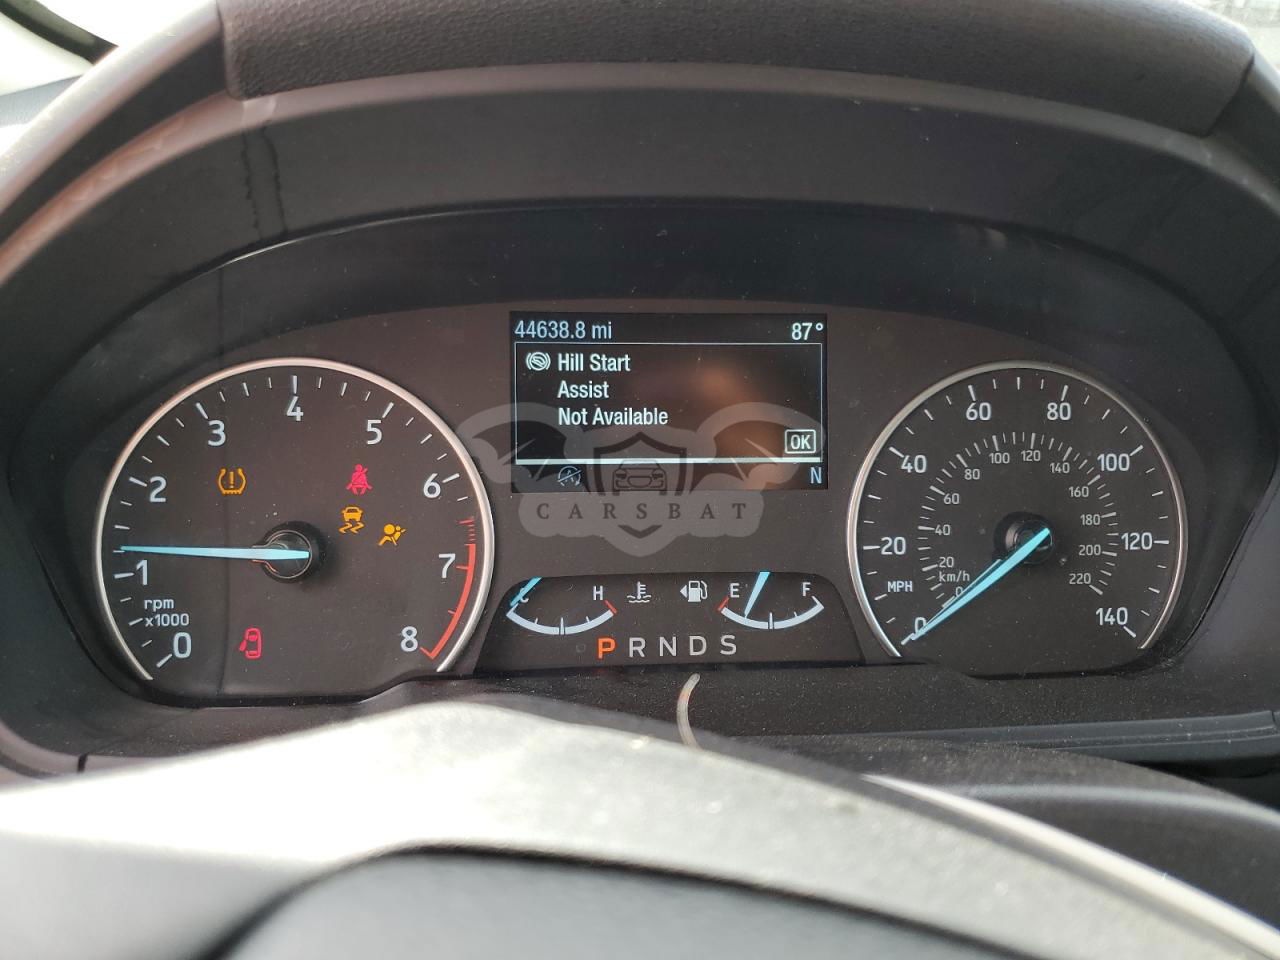 44638.8 mi 87°
Hill Start
Assist
Not Available
OK
N
CARSBAT
0 1 2 3 4 5 6 7 8
rpm
x1000
C H
E F
P R N D S
0 20 40 60 80 100 120 140
MPH
0 20 40 60 80 100 120 140 160 180 200 220
km/h